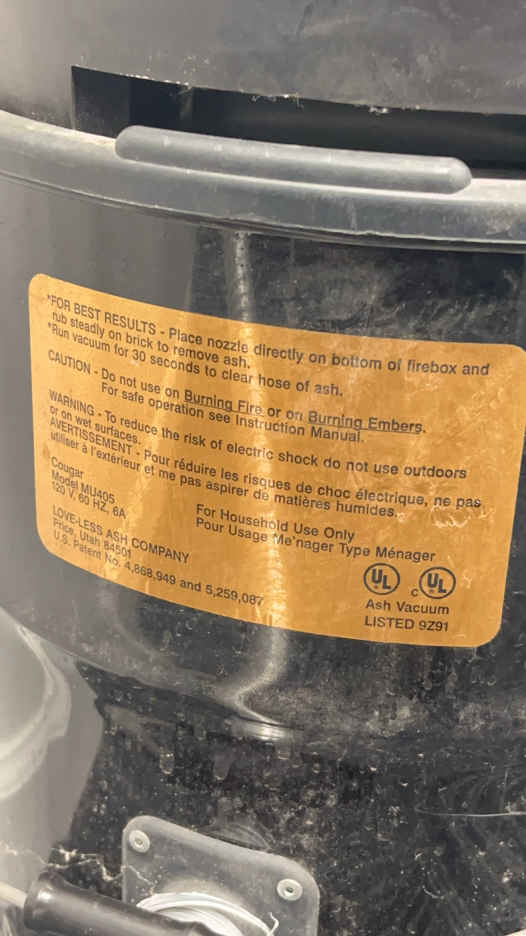 *FOR BEST RESULTS - Place nozzle directly on bottom of firebox and
rub steadily on brick to remove ash.
*Run vacuum for 30 seconds to clear hose of ash.
CAUTION - Do not use on Burning Fire or on Burning Embers.
For safe operation see Instruction Manual.
WARNING - To reduce the risk of electric shock do not use outdoors
or on wet surfaces.
AVERTISSEMENT - Pour réduire les risques de choc électrique, ne pas
utiliser à l'extérieur et me pas aspirer de matières humides.
Cougar
Model MU405
120 V, 60 HZ, 6A
For Household Use Only
Pour Usage Me'nager Type Ménager
LOVE-LESS ASH COMPANY
Price, Utah 84501
U.S. Patent No. 4,868,949 and 5,259,087
UL c UL
Ash Vacuum
LISTED 9Z91